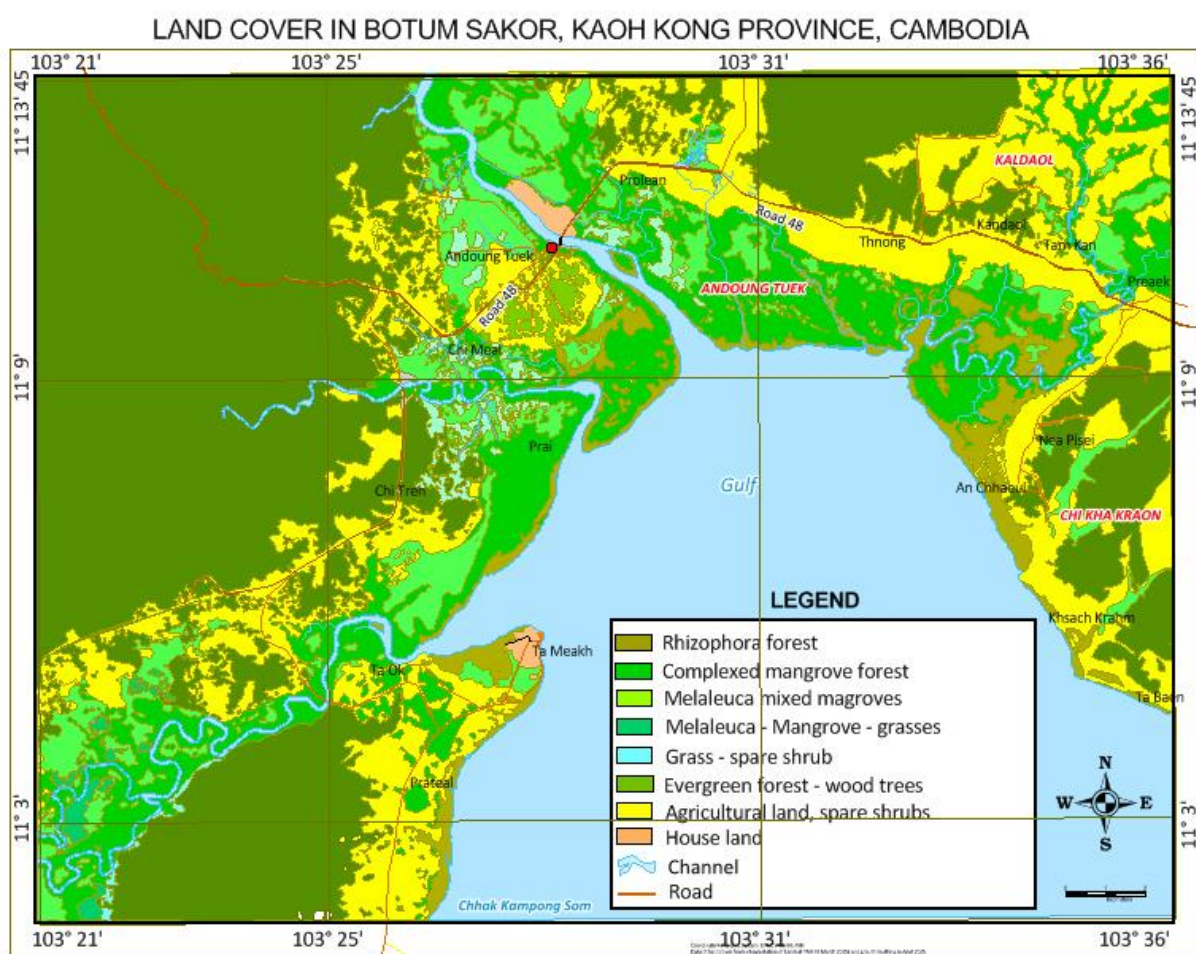 LAND COVER IN BOTUM SAKOR, KAOH KONG PROVINCE, CAMBODIA
103° 21' 103° 25' 103° 31' 103° 36'
11° 13' 45
11° 13' 45
KALDAOL
Prolean
Road 48
Kandaol
Thnong
Tam Kan
Andoung Tuek
ANDOUNG TUEK
Preaek
Road 48
Chi Meal
11° 9'
11° 9'
Nea Pisei
Prai
Gulf
An Chhaeut
Chi Treh
CHI KHA KRAON
LEGEND
Khsach Krahm
Rhizophora forest
Ta Meakh
Ta Ok
Complexed mangrove forest
Melaleuca mixed magroves
Ta Baen
Melaleuca - Mangrove - grasses
Grass - spare shrub
N
Prateal
Evergreen forest - wood trees
W E
Agricultural land, spare shrubs
11° 3'
11° 3'
House land
S
Channel
Road
Chhak Kampong Som
103° 21' 103° 25' 103° 31' 103° 36'